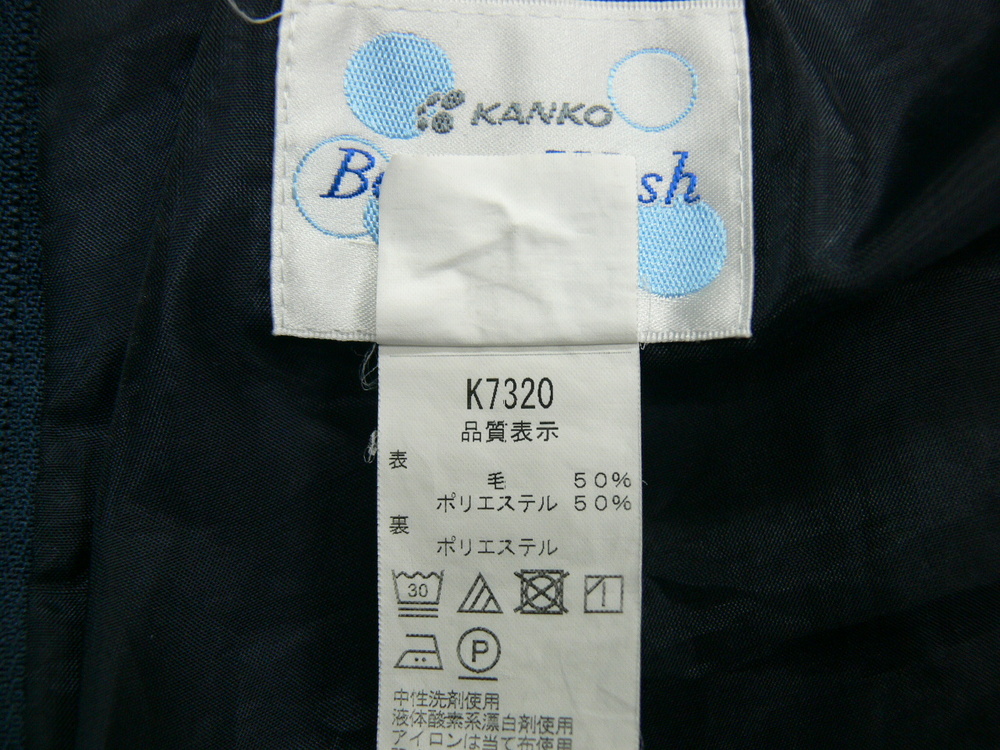 KANKO
K7320
品質表示
表
毛 50%
ポリエステル 50%
裏
ポリエステル
30
P
中性洗剤使用
液体酸素系漂白剤使用
アイロンは当て布使用